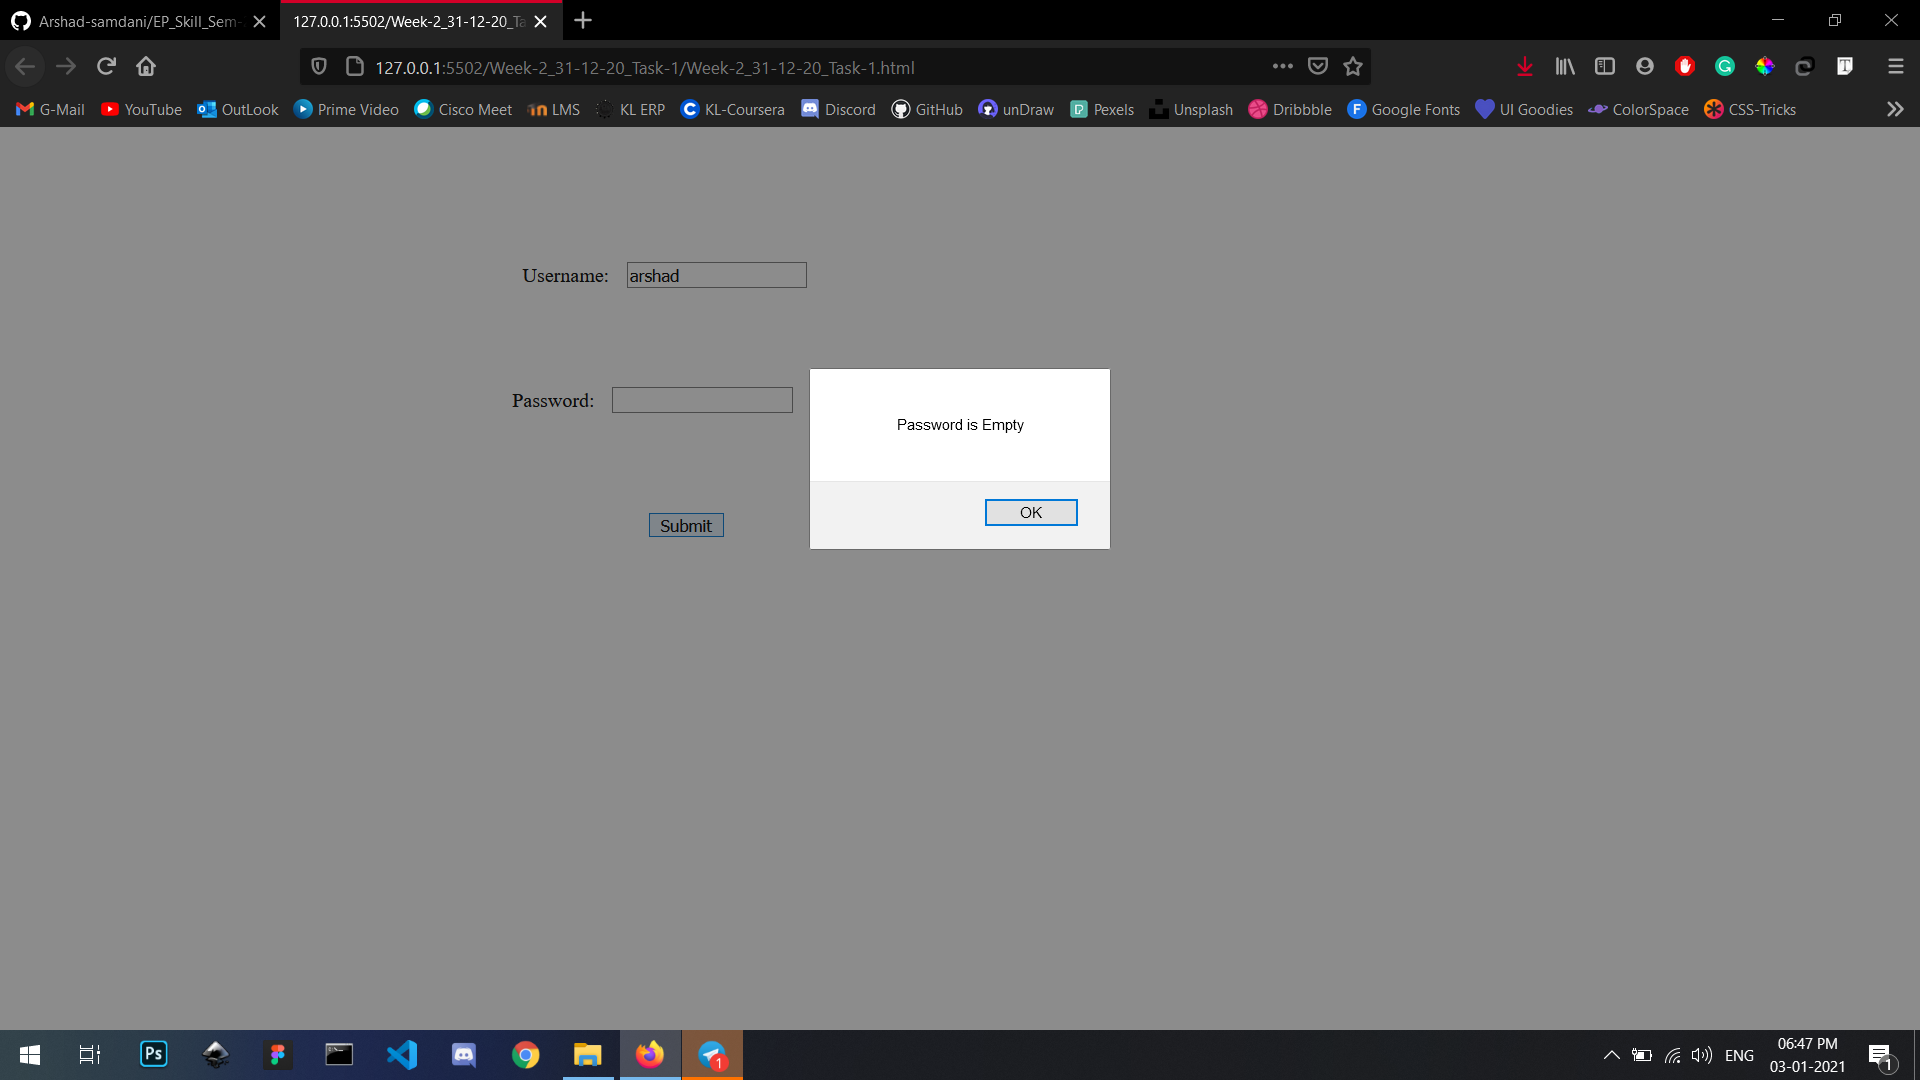 Arshad-samdani/EP_Skill_Sem-
127.0.0.1:5502/Week-2_31-12-20_Ta
127.0.0.1:5502/Week-2_31-12-20_Task-1/Week-2_31-12-20_Task-1.html
G-Mail YouTube OutLook Prime Video Cisco Meet LMS KL ERP KL-Coursera Discord GitHub unDraw Pexels Unsplash Dribbble Google Fonts UI Goodies ColorSpace CSS-Tricks
Username: arshad
Password:
Password is Empty
OK
Submit
Ps
1
ENG
06:47 PM
03-01-2021
1